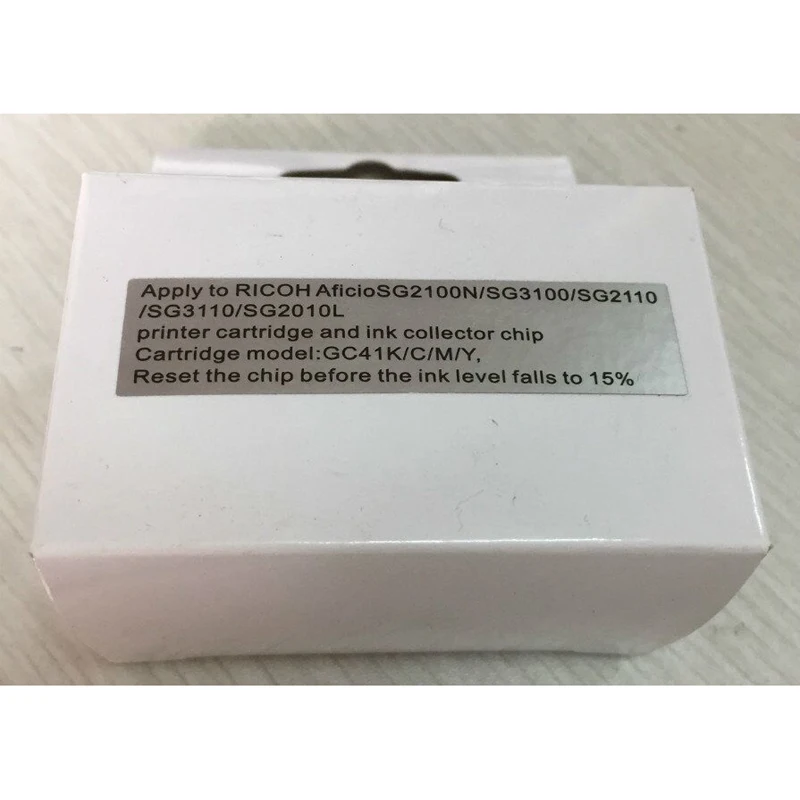 Apply to RICOH AficioSG2100N/SG3100/SG2110
/SG3110/SG2010L
printer cartridge and ink collector chip
Cartridge model:GC41K/C/M/Y,
Reset the chip before the ink level falls to 15%